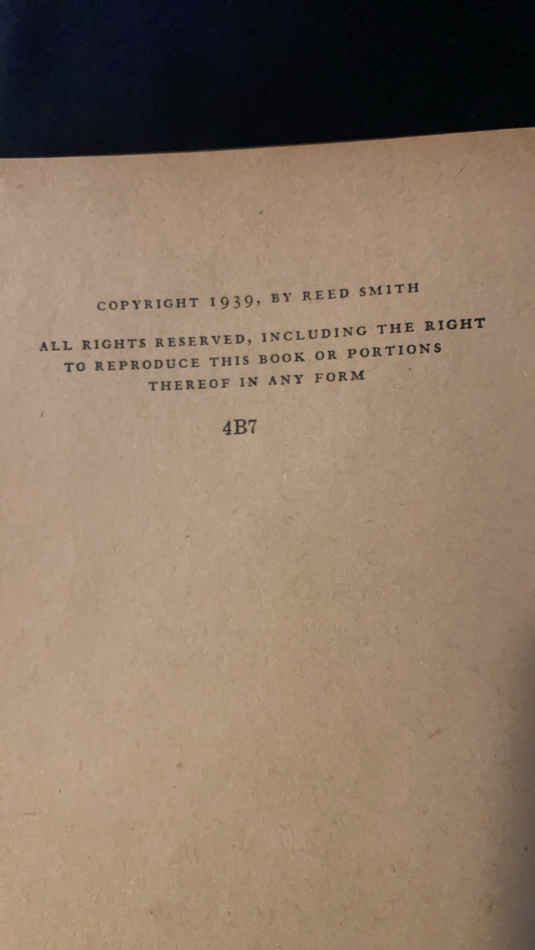 COPYRIGHT 1939, BY REED SMITH
ALL RIGHTS RESERVED, INCLUDING THE RIGHT
TO REPRODUCE THIS BOOK OR PORTIONS
THEREOF IN ANY FORM
4B7